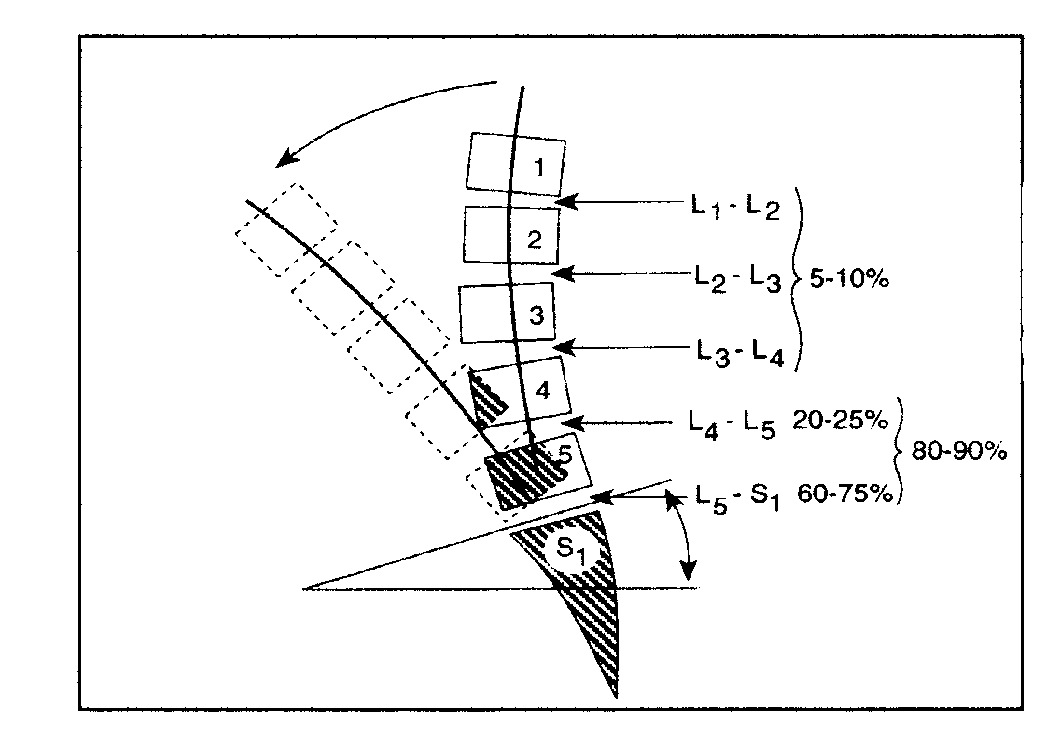 1
L1 - L2
2
L2 - L3
5-10%
3
L3 - L4
4
L4 - L5 20-25%
80-90%
5
L5 - S1 60-75%
S1